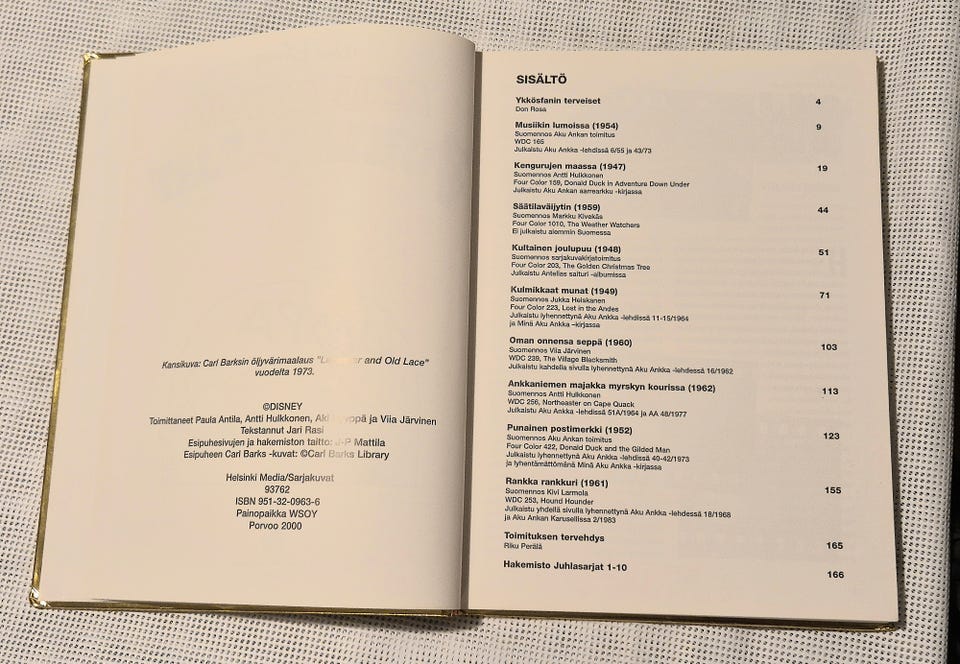 Kansikuva: Carl Barksin öljyvärimaalaus "Lavender and Old Lace"
vuodelta 1973.
©DISNEY
Toimittaneet Paula Antila, Antti Hulkkonen, Aki ja Viia Järvinen
Tekstannut Jari Rasi
Esipuhesivujen ja hakemiston taitto: J-P Mattila
Esipuheen Carl Barks -kuvat: ©Carl Barks Library
Helsinki Media/Sarjakuvat
93762
ISBN 951-32-0963-6
Painopaikka WSOY
Porvoo 2000
SISÄLTÖ
Ykkösfanin terveiset 4
Don Rosa
Musiikin lumoissa (1954) 9
Suomennos Aku Ankan toimitus
WDC 165
Julkaistu Aku Ankka -lehdissä 6/55 ja 43/73
Kengurujen maassa (1947) 19
Suomennos Antti Hulkkonen
Four Color 159, Donald Duck in Adventure Down Under
Julkaistu Aku Ankan aarrearkku -kirjassa
Säätilaväijytin (1959) 44
Suomennos Markku Kivekäs
Four Color 1010, The Weather Watchers
Ei julkaistu aiemmin Suomessa
Kultainen joulupuu (1948) 51
Suomennos sarjakuvakirjatoimitus
Four Color 203, The Golden Christmas Tree
Julkaistu Antelias saituri -albumissa
Kulmikkaat munat (1949) 71
Suomennos Jukka Heiskanen
Four Color 223, Lost in the Andes
Julkaistu lyhennettynä Aku Ankka -lehdissä 11-15/1964
ja Minä Aku Ankka –kirjassa
Oman onnensa seppä (1960) 103
Suomennos Viia Järvinen
WDC 239, The Village Blacksmith
Julkaistu kahdella sivulla lyhennettynä Aku Ankka -lehdessä 16/1962
Ankkaniemen majakka myrskyn kourissa (1962) 113
Suomennos Antti Hulkkonen
WDC 256, Northeaster on Cape Quack
Julkaistu Aku Ankka -lehdissä 51A/1964 ja AA 48/1977
Punainen postimerkki (1952) 123
Suomennos Aku Ankan toimitus
Four Color 422, Donald Duck and the Gilded Man
Julkaistu lyhennettynä Aku Ankka -lehdissä 40-42/1973
ja lyhentämättömänä Minä Aku Ankka -kirjassa
Rankka rankkuri (1961) 155
Suomennos Kivi Larmola
WDC 253, Hound Hounder
Julkaistu yhdellä sivulla lyhennettynä Aku Ankka -lehdessä 18/1968
ja Aku Ankan Karusellissa 2/1983
Toimituksen tervehdys 165
Riku Perälä
Hakemisto Juhlasarjat 1-10 166